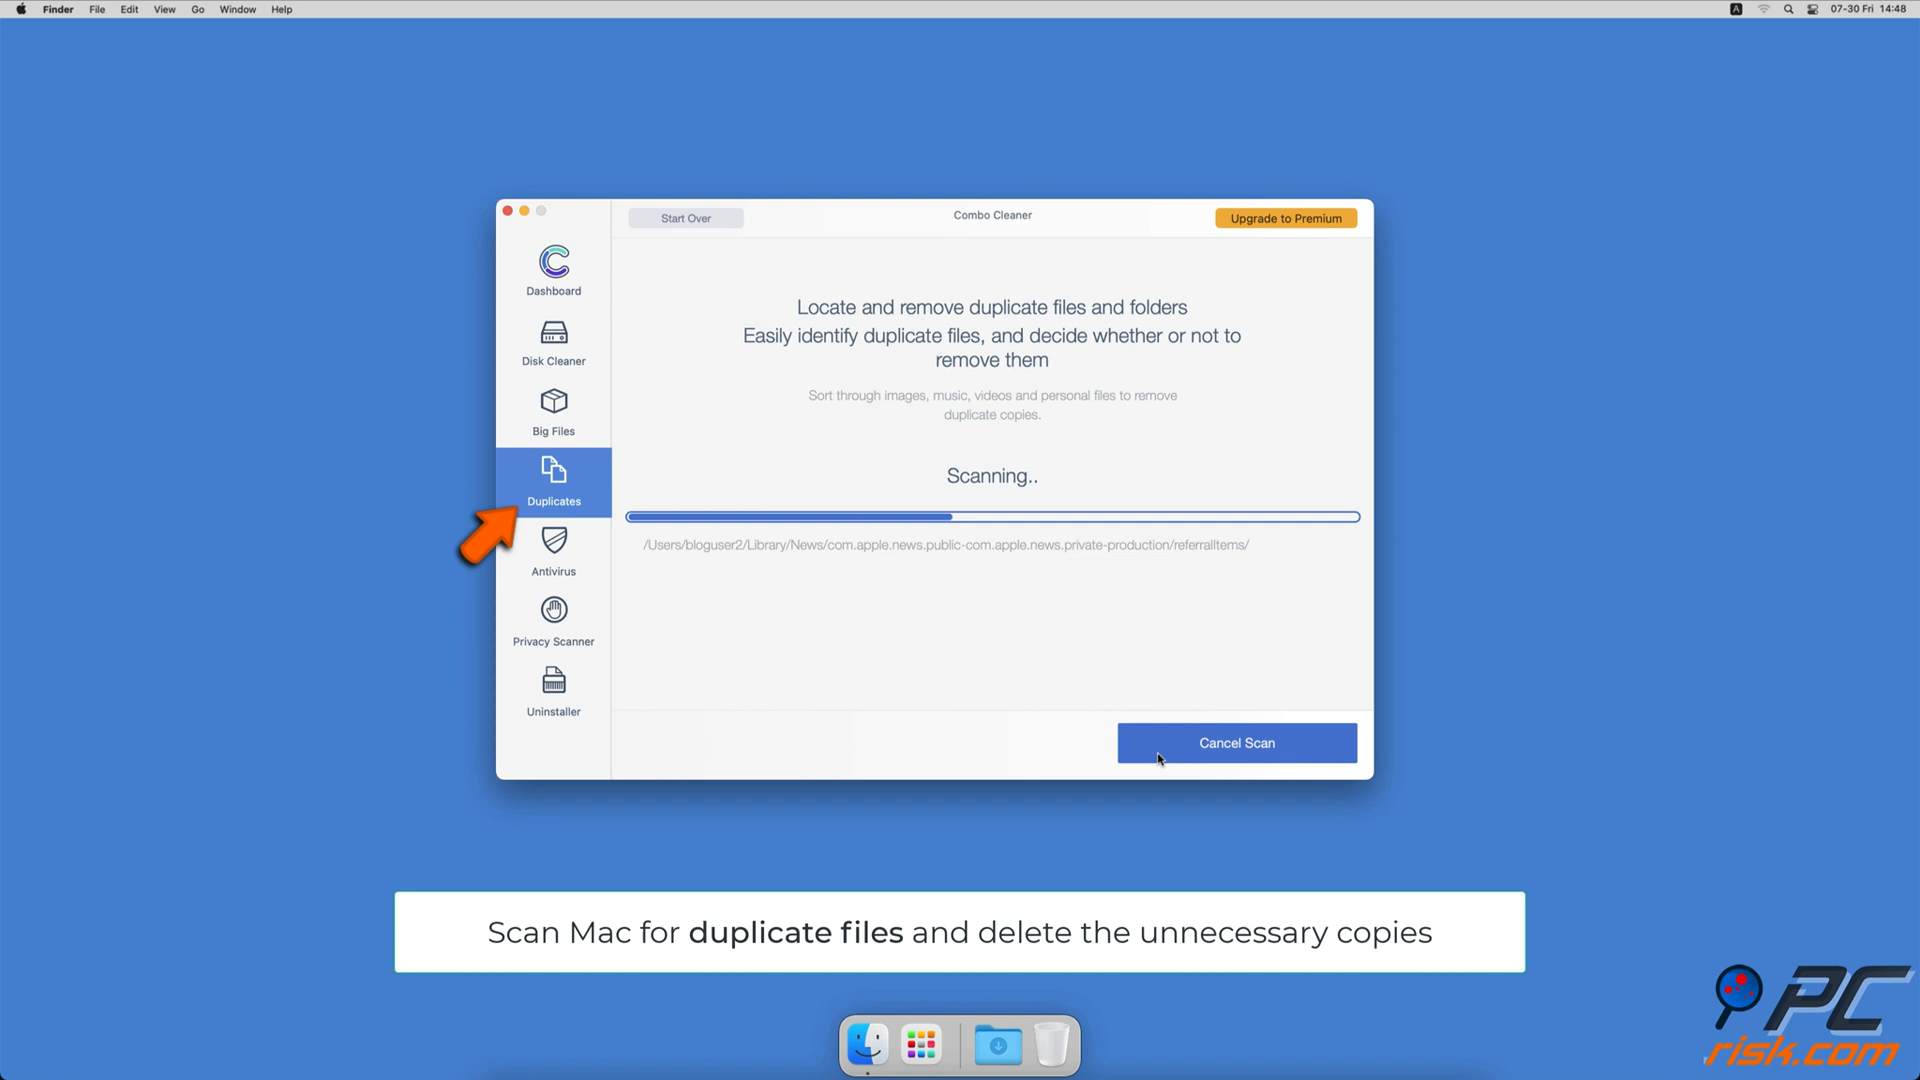 Finder File Edit View Go Window Help
A 07-30 Fri 14:48
Start Over
Combo Cleaner
Upgrade to Premium
Dashboard
Disk Cleaner
Big Files
Duplicates
Antivirus
Privacy Scanner
Uninstaller
Locate and remove duplicate files and folders
Easily identify duplicate files, and decide whether or not to
remove them
Sort through images, music, videos and personal files to remove
duplicate copies.
Scanning..
/Users/bloguser2/Library/News/com.apple.news.public-com.apple.news.private-production/referralItems/
Cancel Scan
Scan Mac for duplicate files and delete the unnecessary copies
PC
risk.com